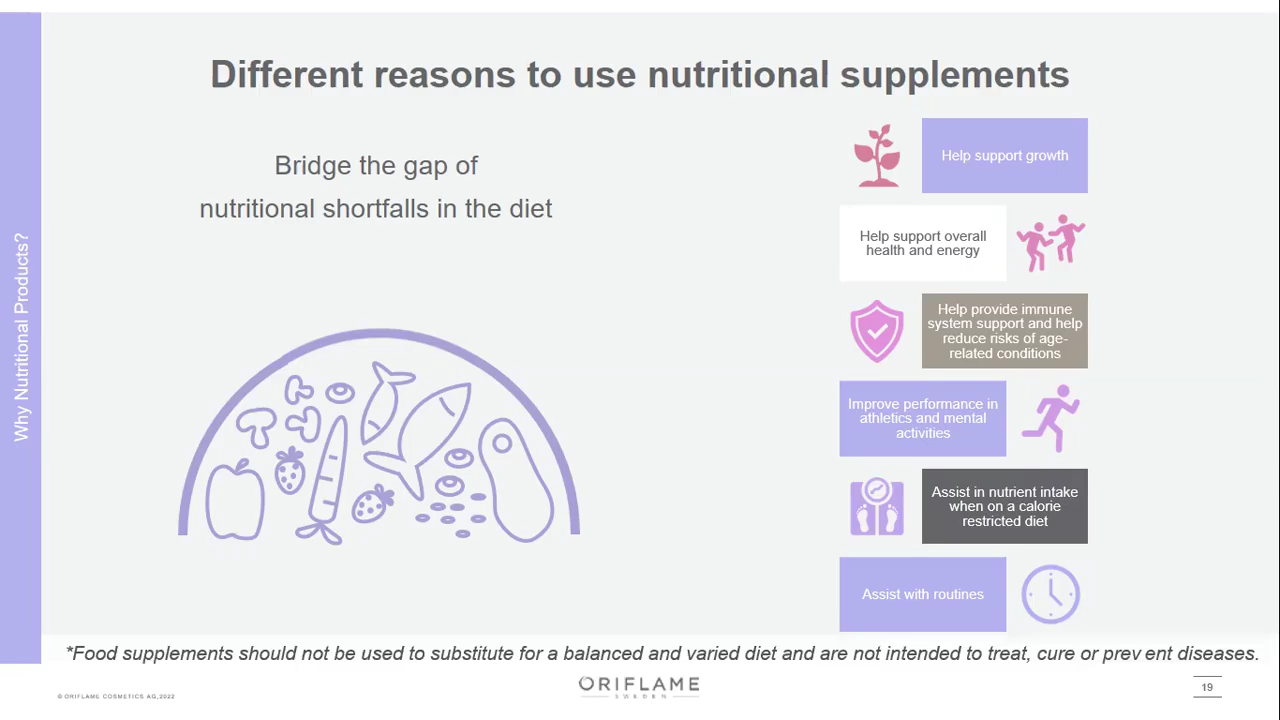 Different reasons to use nutritional supplements
Why Nutritional Products?
Bridge the gap of
nutritional shortfalls in the diet
Help support growth
Help support overall
health and energy
Help provide immune
system support and help
reduce risks of age-
related conditions
Improve performance in
athletics and mental
activities
Assist in nutrient intake
when on a calorie
restricted diet
Assist with routines
*Food supplements should not be used to substitute for a balanced and varied diet and are not intended to treat, cure or prev ent diseases.
© ORIFLAME COSMETICS AG, 2022
ORIFLAME
SWEDEN
19